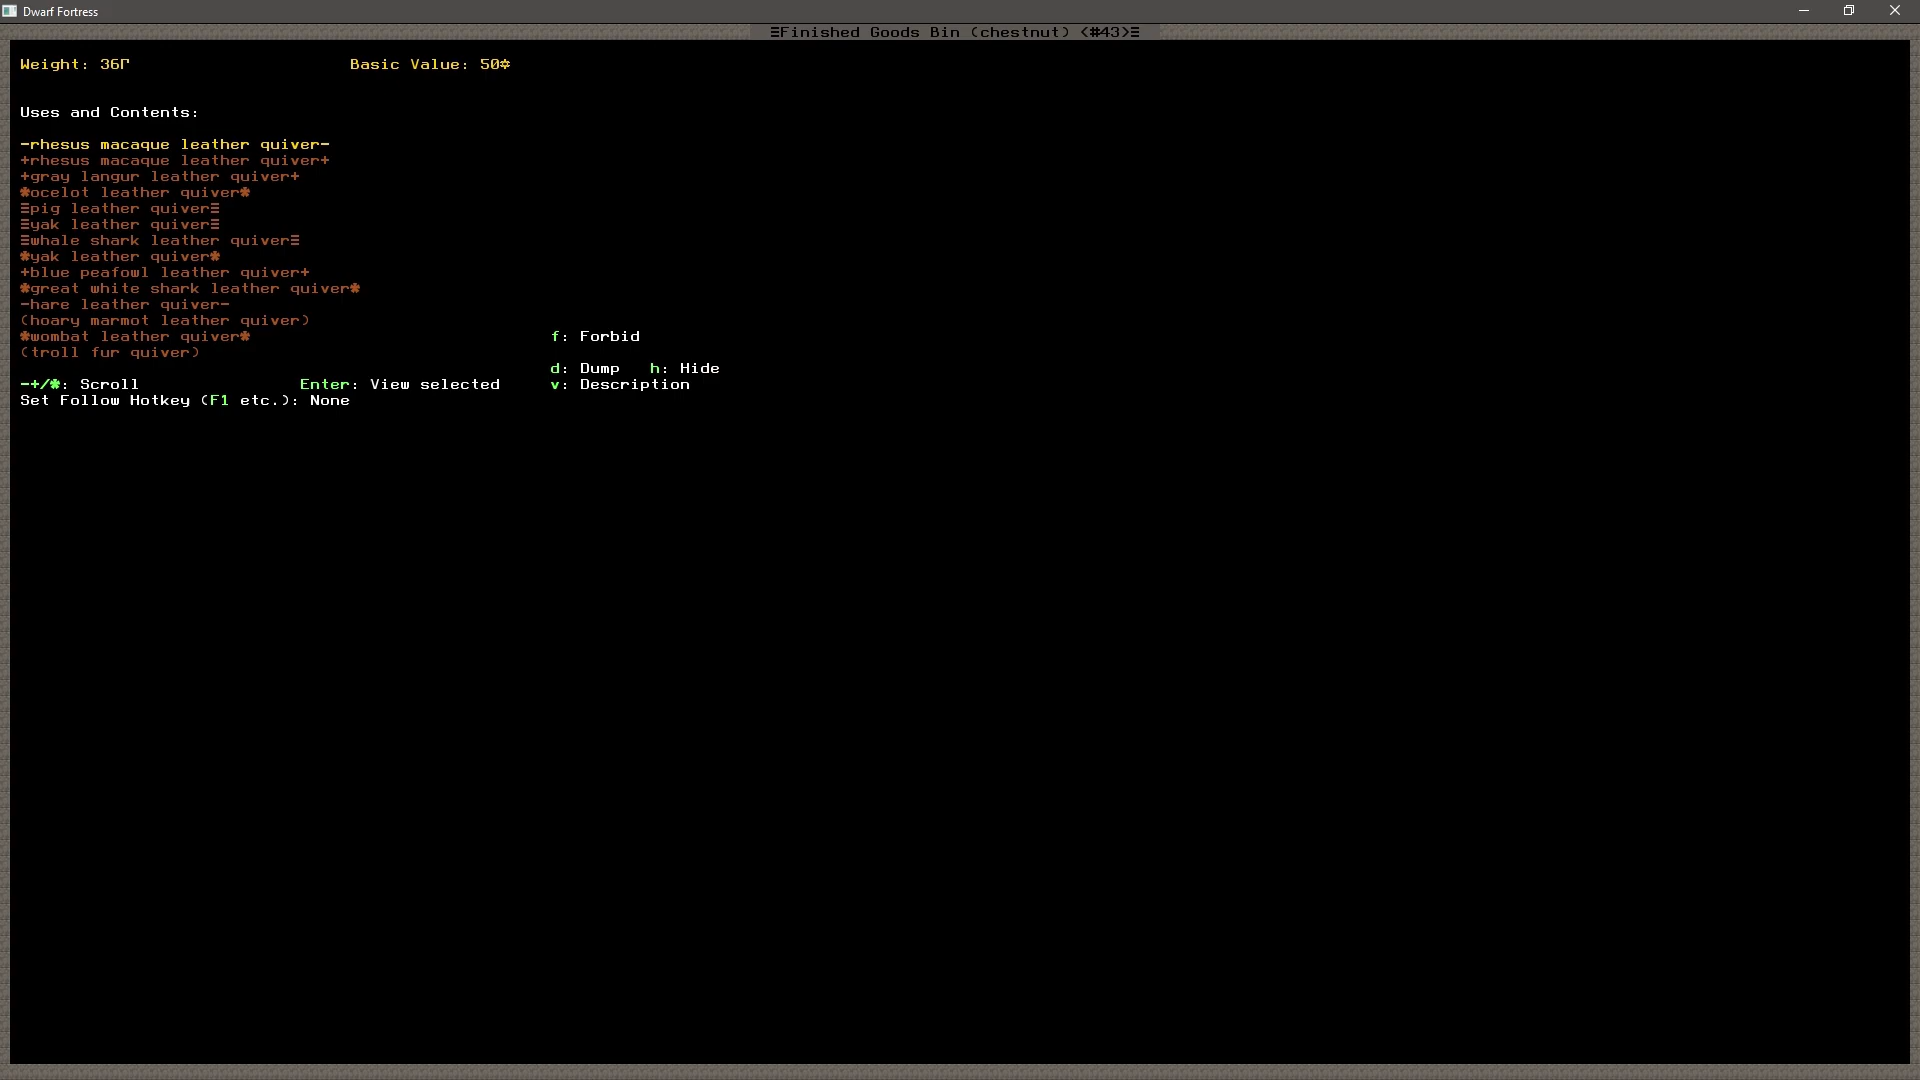 Dwarf Fortress
≡Finished Goods Bin (chestnut) <#43>≡
Weight: 36Γ Basic Value: 50☼
Uses and Contents:
-rhesus macaque leather quiver-
+rhesus macaque leather quiver+
+gray langur leather quiver+
*ocelot leather quiver*
≡pig leather quiver≡
≡yak leather quiver≡
≡whale shark leather quiver≡
*yak leather quiver*
+blue peafowl leather quiver+
*great white shark leather quiver*
-hare leather quiver-
(hoary marmot leather quiver)
*wombat leather quiver* f: Forbid
(troll fur quiver)
d: Dump h: Hide
-+/*: Scroll Enter: View selected v: Description
Set Follow Hotkey (F1 etc.): None